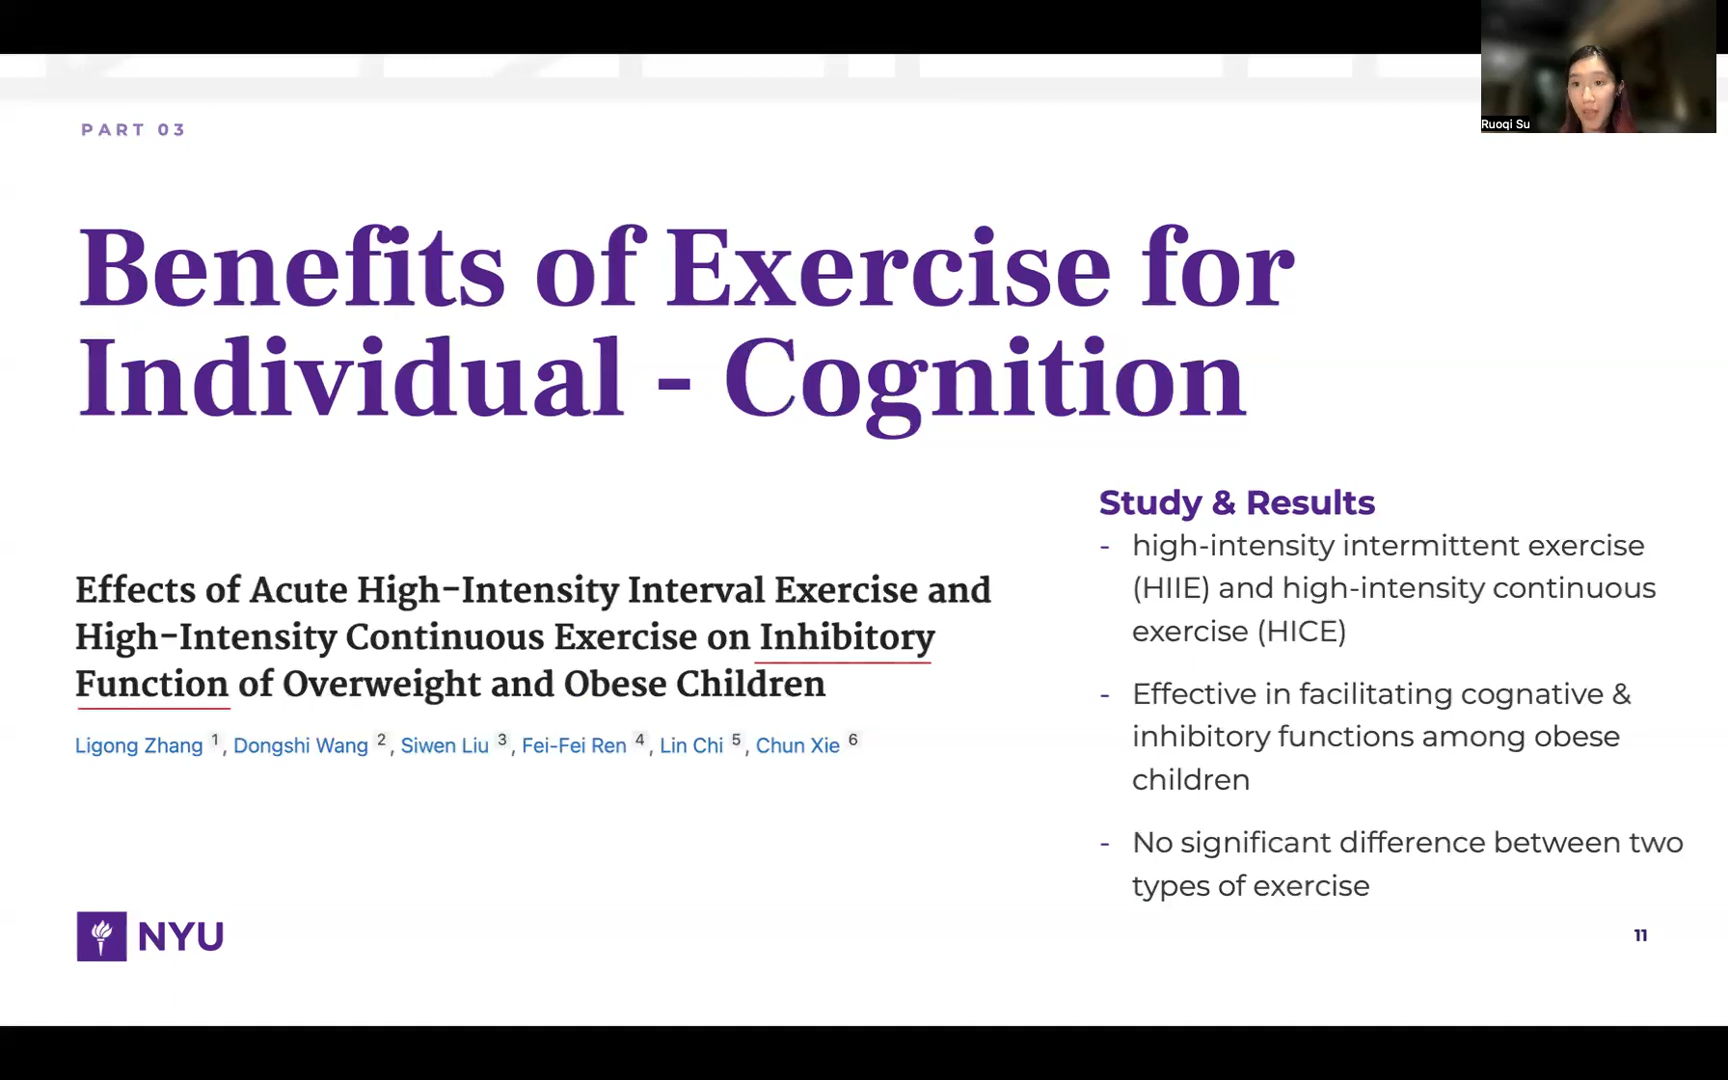 Ruoqi Su
PART 03
Benefits of Exercise for
Individual - Cognition
Effects of Acute High-Intensity Interval Exercise and
High-Intensity Continuous Exercise on Inhibitory
Function of Overweight and Obese Children
Ligong Zhang 1, Dongshi Wang 2, Siwen Liu 3, Fei-Fei Ren 4, Lin Chi 5, Chun Xie 6
Study & Results
- high-intensity intermittent exercise
(HIIE) and high-intensity continuous
exercise (HICE)
- Effective in facilitating cognative &
inhibitory functions among obese
children
- No significant difference between two
types of exercise
NYU
11